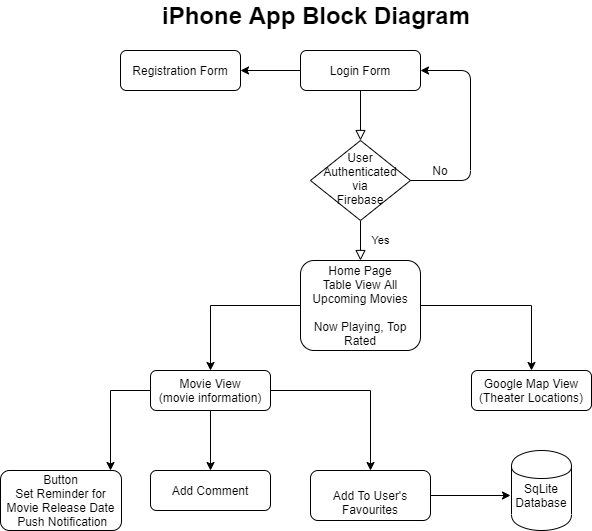 iPhone App Block Diagram
Registration Form
Login Form
User
Authenticated
via
Firebase
No
Yes
Home Page
Table View All
Upcoming Movies
Now Playing, Top
Rated
Movie View
(movie information)
Google Map View
(Theater Locations)
Button
Set Reminder for
Movie Release Date
Push Notification
Add Comment
Add To User's
Favourites
SqLite
Database